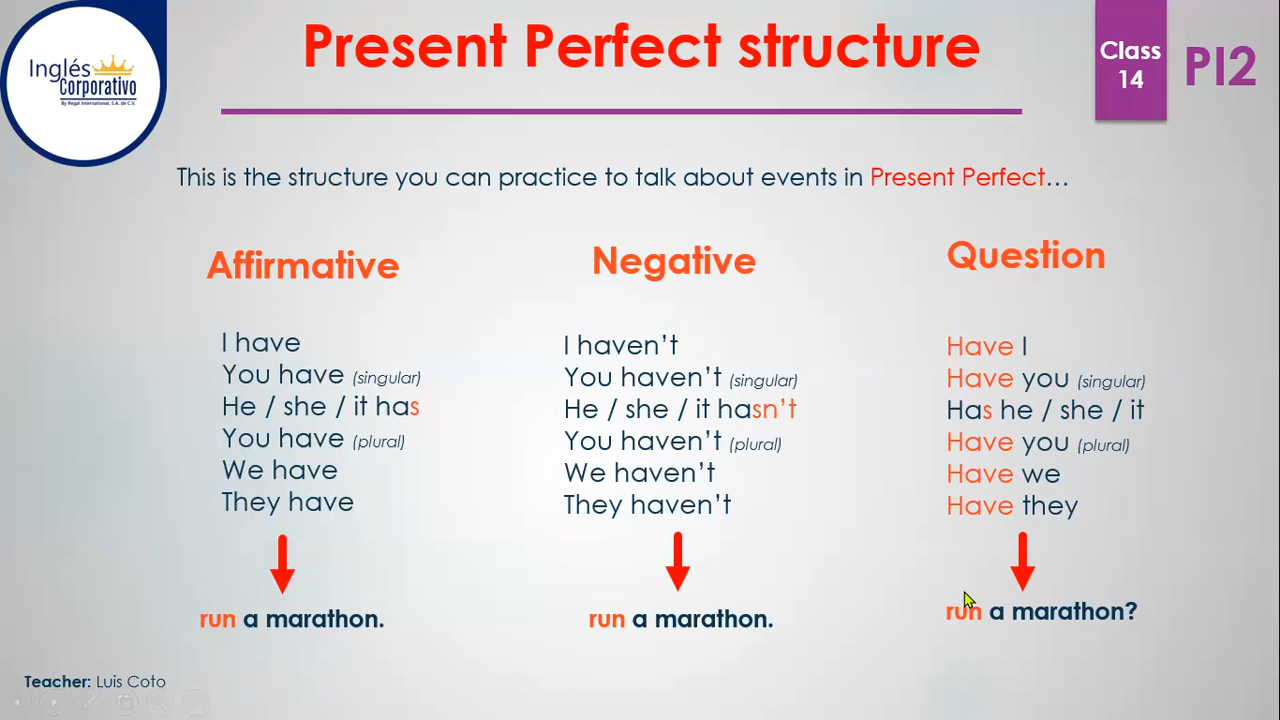 Inglés
Corporativo
By Regal International, S.A. de C.V.
Present Perfect structure
Class
14
PI2
This is the structure you can practice to talk about events in Present Perfect...
Affirmative
I have
You have (singular)
He / she / it has
You have (plural)
We have
They have
run a marathon.
Negative
I haven't
You haven't (singular)
He / she / it hasn't
You haven't (plural)
We haven't
They haven't
run a marathon.
Question
Have I
Have you (singular)
Has he / she / it
Have you (plural)
Have we
Have they
run a marathon?
Teacher: Luis Coto